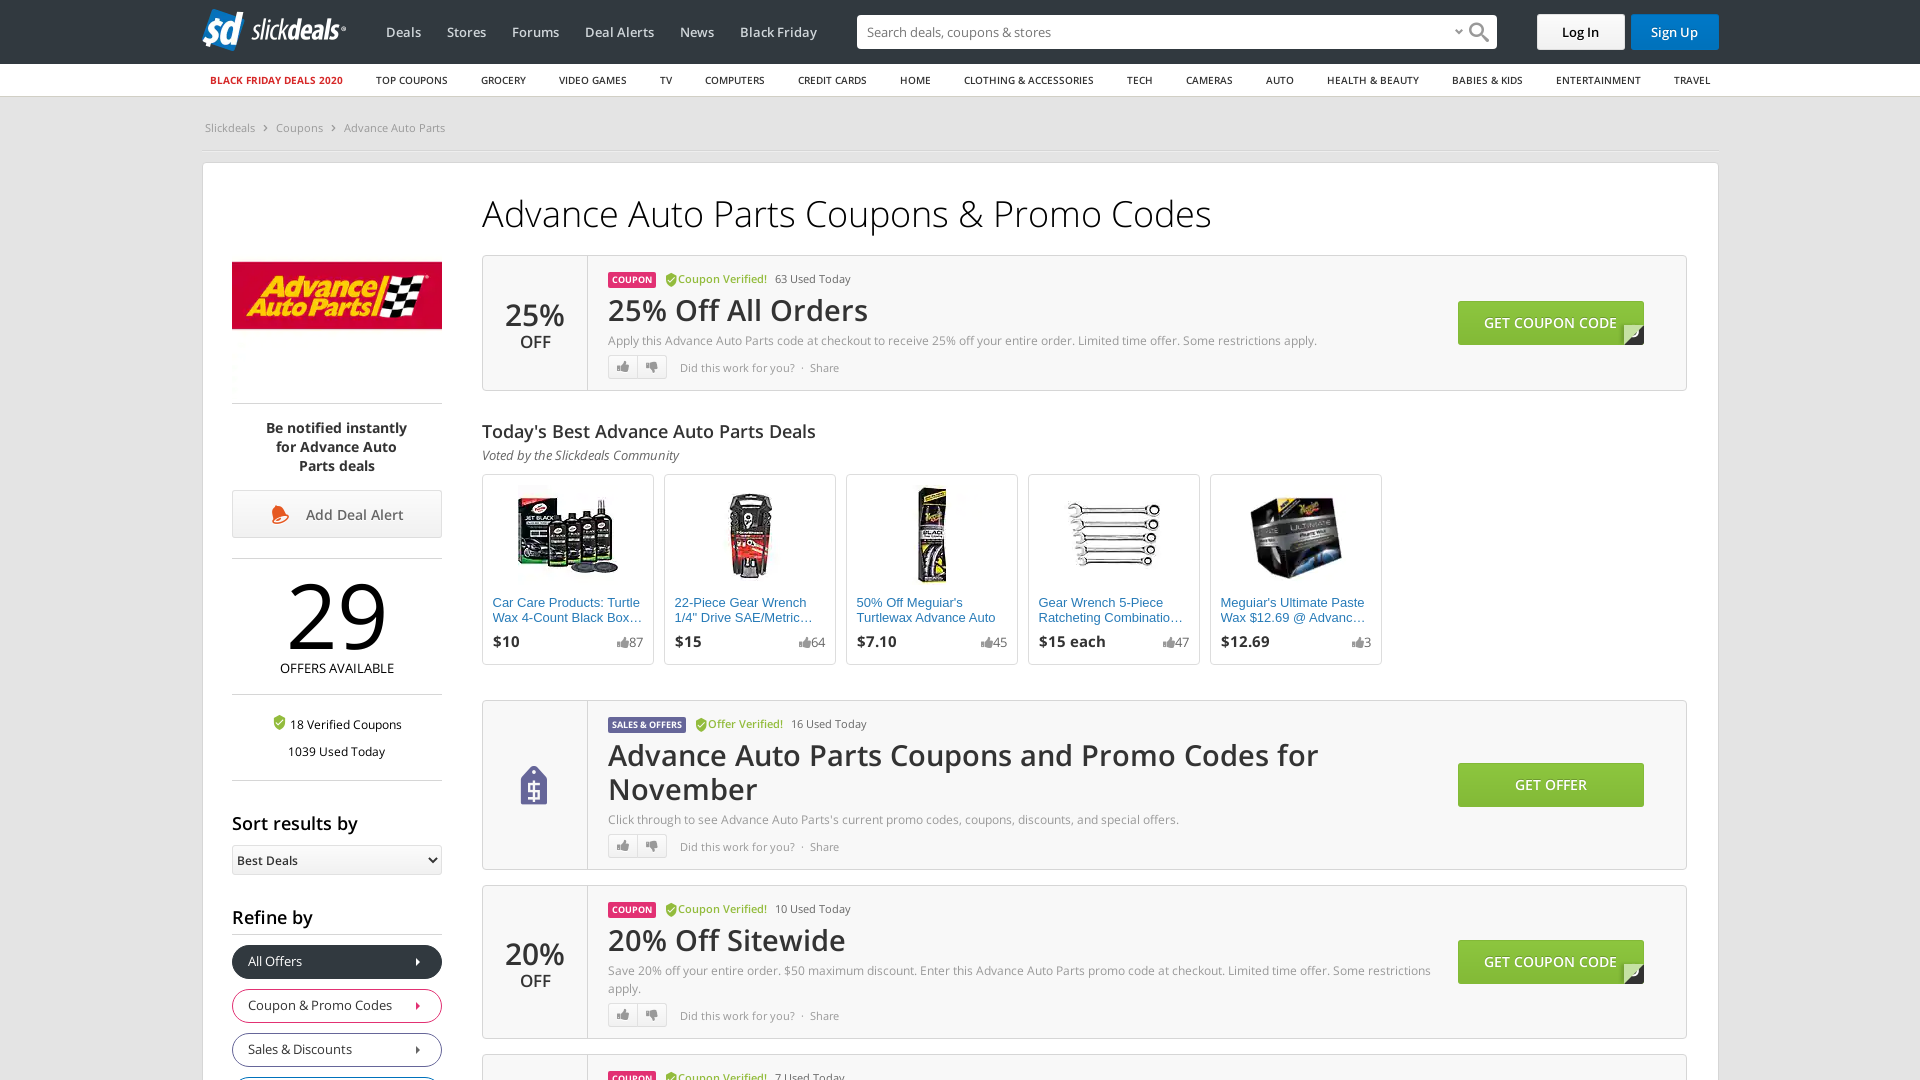 sd slickdeals
Deals
Stores
Forums
Deal Alerts
News
Black Friday
Search deals, coupons & stores
Log In
Sign Up
BLACK FRIDAY DEALS 2020
TOP COUPONS
GROCERY
VIDEO GAMES
TV
COMPUTERS
CREDIT CARDS
HOME
CLOTHING & ACCESSORIES
TECH
CAMERAS
AUTO
HEALTH & BEAUTY
BABIES & KIDS
ENTERTAINMENT
TRAVEL
Slickdeals > Coupons > Advance Auto Parts
Advance
Auto Parts
Be notified instantly
for Advance Auto
Parts deals
Add Deal Alert
29
OFFERS AVAILABLE
18 Verified Coupons
1039 Used Today
Sort results by
Best Deals
Refine by
All Offers
Coupon & Promo Codes
Sales & Discounts
Advance Auto Parts Coupons & Promo Codes
25%
OFF
COUPON Coupon Verified! 63 Used Today
25% Off All Orders
Apply this Advance Auto Parts code at checkout to receive 25% off your entire order. Limited time offer. Some restrictions apply.
Did this work for you? · Share
GET COUPON CODE
Today's Best Advance Auto Parts Deals
Voted by the Slickdeals Community
JET BLACK
Car Care Products: Turtle
Wax 4-Count Black Box...
$10
87
22-Piece Gear Wrench
1/4" Drive SAE/Metric...
$15
64
50% Off Meguiar's
Turtlewax Advance Auto
$7.10
45
Gear Wrench 5-Piece
Ratcheting Combinatio...
$15 each
47
ULTIMATE
Meguiar's Ultimate Paste
Wax $12.69 @ Advanc...
$12.69
3
SALES & OFFERS Offer Verified! 16 Used Today
Advance Auto Parts Coupons and Promo Codes for
November
Click through to see Advance Auto Parts's current promo codes, coupons, discounts, and special offers.
Did this work for you? · Share
GET OFFER
20%
OFF
COUPON Coupon Verified! 10 Used Today
20% Off Sitewide
Save 20% off your entire order. $50 maximum discount. Enter this Advance Auto Parts promo code at checkout. Limited time offer. Some restrictions
apply.
Did this work for you? · Share
GET COUPON CODE
COUPON Coupon Verified! 7 Used Today